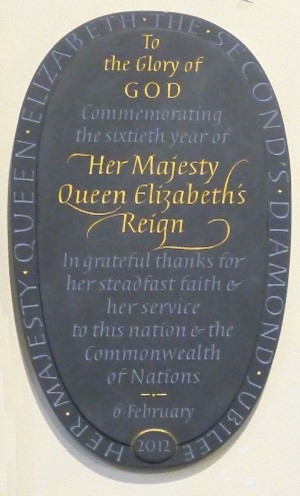 HER·MAJESTY·QUEEN·ELIZABETH·THE·SECOND'S·DIAMOND·JUBILEE·
To
the Glory of
GOD
Commemorating
the sixtieth year of
Her Majesty
Queen Elizabeth's
Reign
In grateful thanks for
her steadfast faith &
her service
to this nation & the
Commonwealth
of Nations
6·February
2012